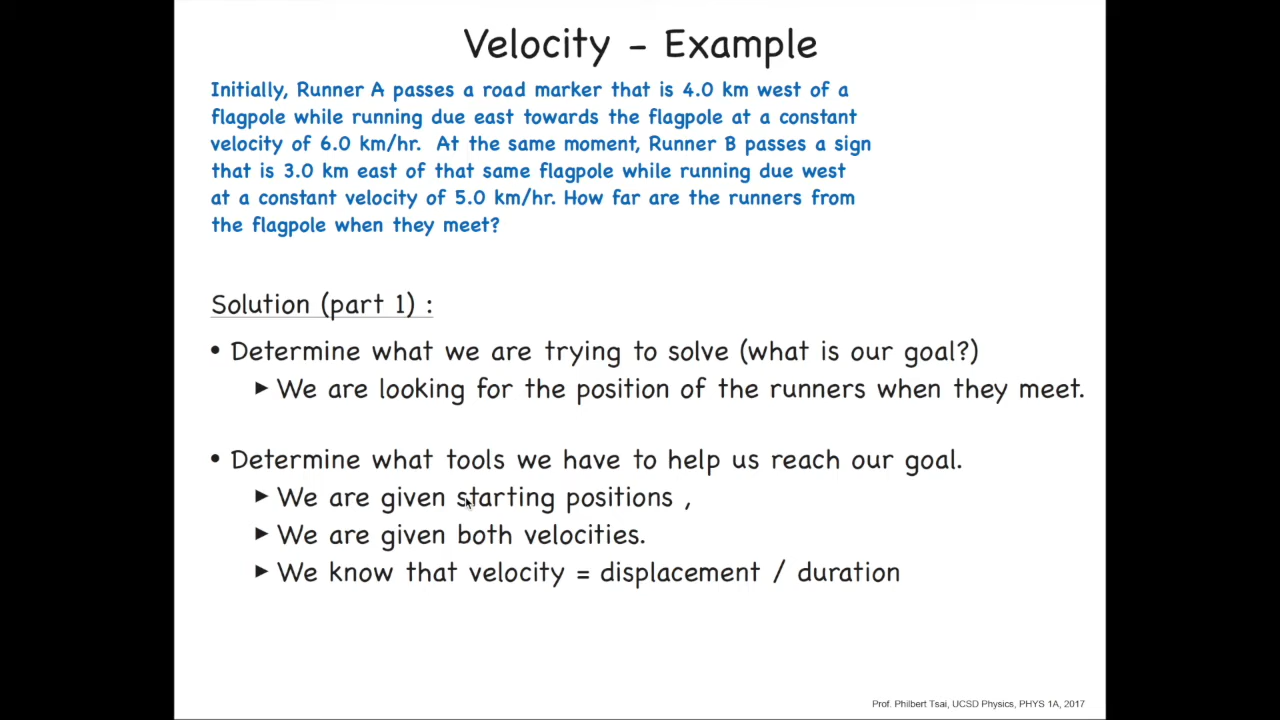 Velocity – Example
Initially, Runner A passes a road marker that is 4.0 km west of a
flagpole while running due east towards the flagpole at a constant
velocity of 6.0 km/hr. At the same moment, Runner B passes a sign
that is 3.0 km east of that same flagpole while running due west
at a constant velocity of 5.0 km/hr. How far are the runners from
the flagpole when they meet?
Solution (part 1) :
• Determine what we are trying to solve (what is our goal?)
► We are looking for the position of the runners when they meet.
• Determine what tools we have to help us reach our goal.
► We are given starting positions ,
► We are given both velocities.
► We know that velocity = displacement / duration
Prof. Philbert Tsai, UCSD Physics, PHYS 1A, 2017